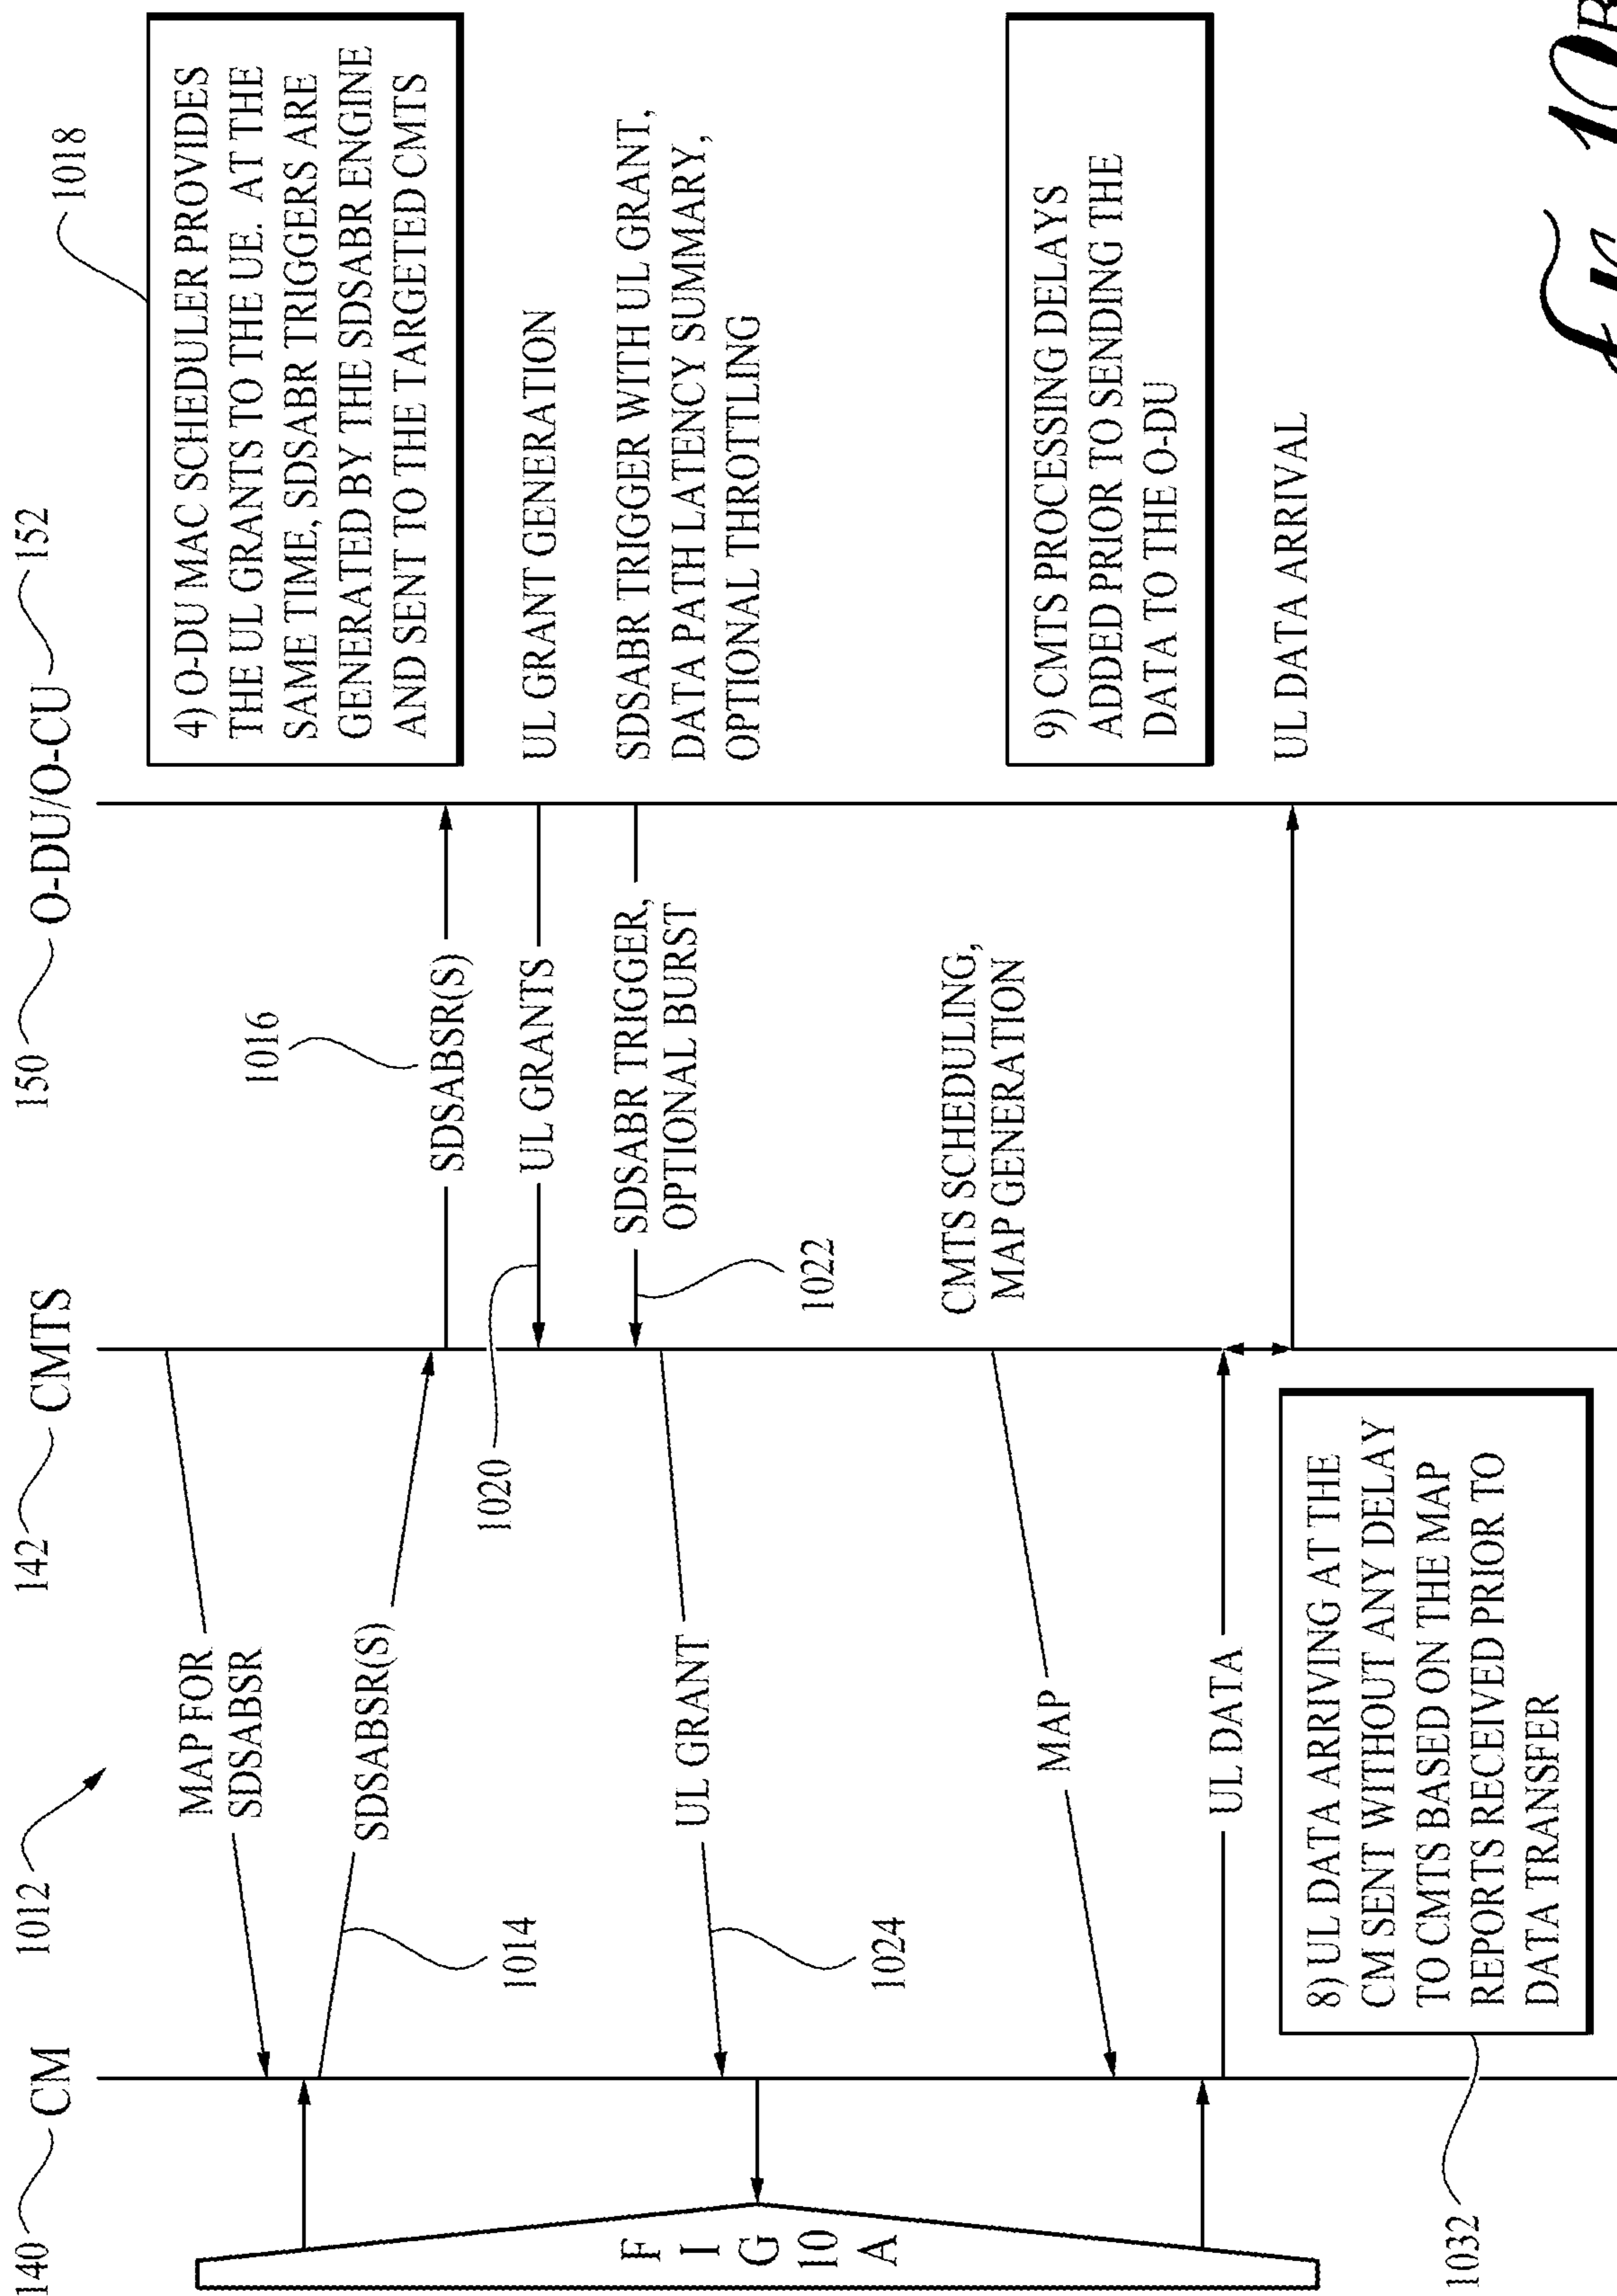 140 CM
1012
142 CMTS
150 O-DU/O-CU 152
MAP FOR
SDSABSR
SDSABSR(S)
1014
1016
SDSABSR(S)
1018
4) O-DU MAC SCHEDULER PROVIDES
THE UL GRANTS TO THE UE. AT THE
SAME TIME, SDSABR TRIGGERS ARE
GENERATED BY THE SDSABR ENGINE
AND SENT TO THE TARGETED CMTS
1020
UL GRANTS
UL GRANT GENERATION
SDSABR TRIGGER,
OPTIONAL BURST
1022
SDSABR TRIGGER WITH UL GRANT,
DATA PATH LATENCY SUMMARY,
OPTIONAL THROTTLING
UL GRANT
1024
FIG 10A
CMTS SCHEDULING,
MAP GENERATION
MAP
9) CMTS PROCESSING DELAYS
ADDED PRIOR TO SENDING THE
DATA TO THE O-DU
UL DATA
UL DATA ARRIVAL
8) UL DATA ARRIVING AT THE
CM SENT WITHOUT ANY DELAY
TO CMTS BASED ON THE MAP
REPORTS RECEIVED PRIOR TO
DATA TRANSFER
1032